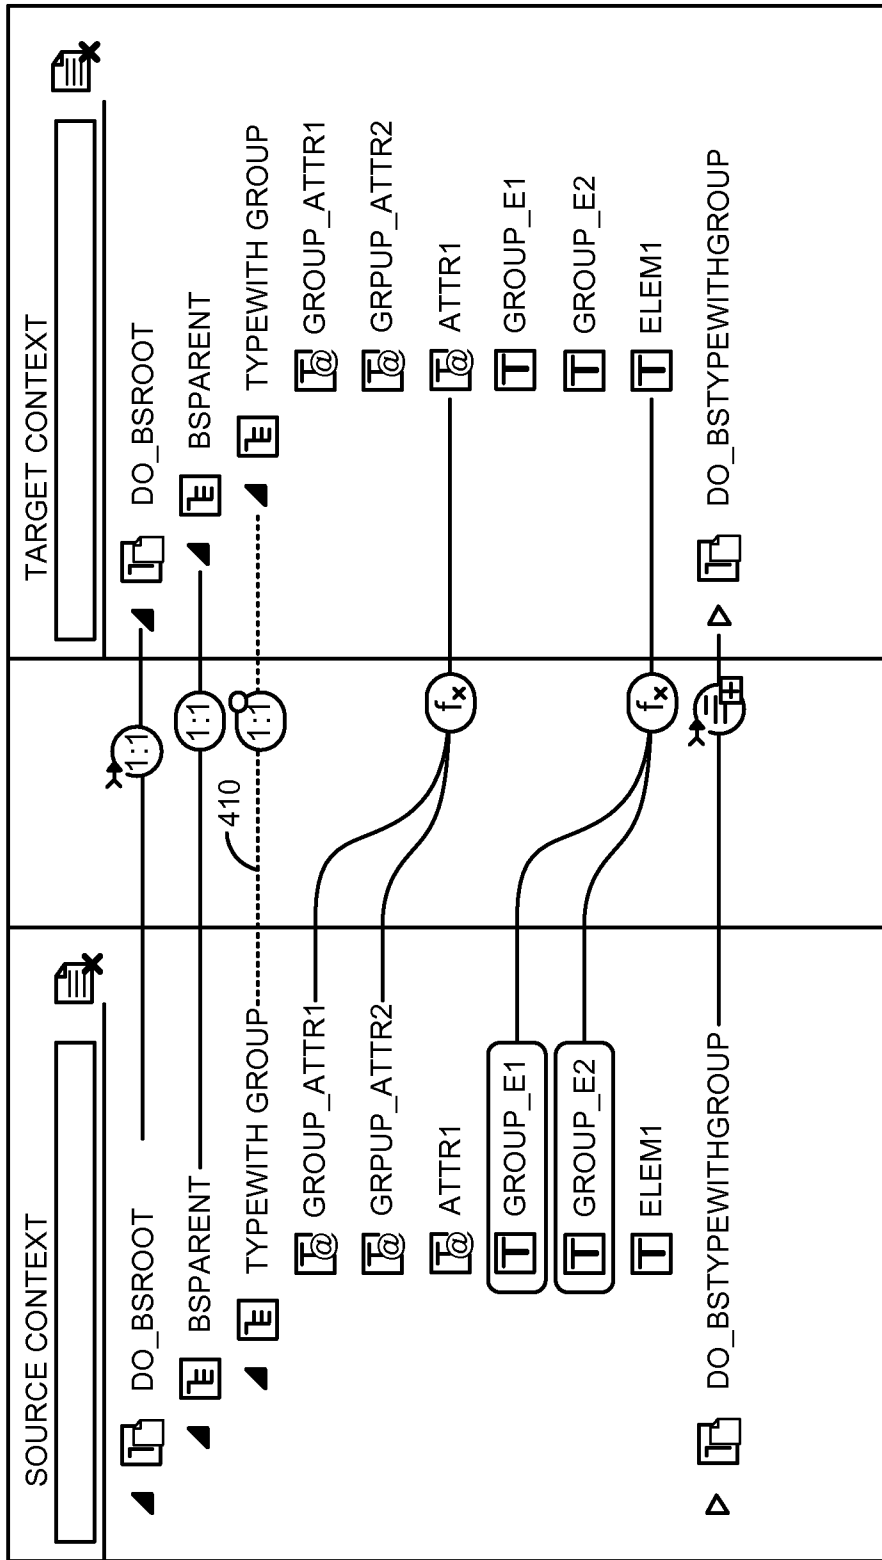 SOURCE CONTEXT
DO_BSROOT
BSPARENT
TYPEWITH GROUP
T@ GROUP_ATTR1
T@ GRPUP_ATTR2
T@ ATTR1
T GROUP_E1
T GROUP_E2
T ELEM1
DO_BSTYPEWITHGROUP
1:1
1:1
1:1
410
fx
fx
TARGET CONTEXT
DO_BSROOT
BSPARENT
TYPEWITH GROUP
T@ GROUP_ATTR1
T@ GRPUP_ATTR2
T@ ATTR1
T GROUP_E1
T GROUP_E2
T ELEM1
DO_BSTYPEWITHGROUP